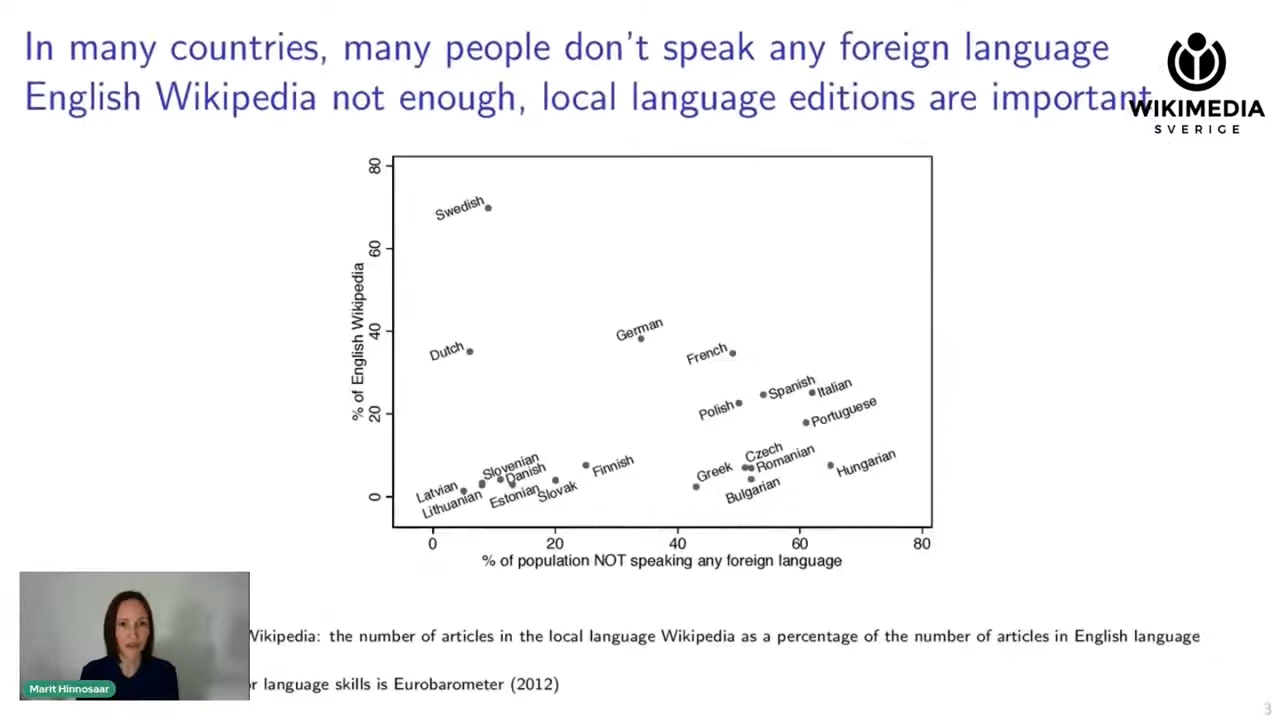 In many countries, many people don't speak any foreign language
English Wikipedia not enough, local language editions are important
WIKIMEDIA
SVERIGE
80
60
40
20
0
% of English Wikipedia
Swedish
Dutch
German
French
Spanish
Italian
Polish
Portuguese
Czech
Greek
Romanian
Hungarian
Bulgarian
Slovenian
Danish
Finnish
Latvian
Lithuanian
Estonian
Slovak
0 20 40 60 80
% of population NOT speaking any foreign language
Wikipedia: the number of articles in the local language Wikipedia as a percentage of the number of articles in English language
language skills is Eurobarometer (2012)
Marit Hinnosaar
3